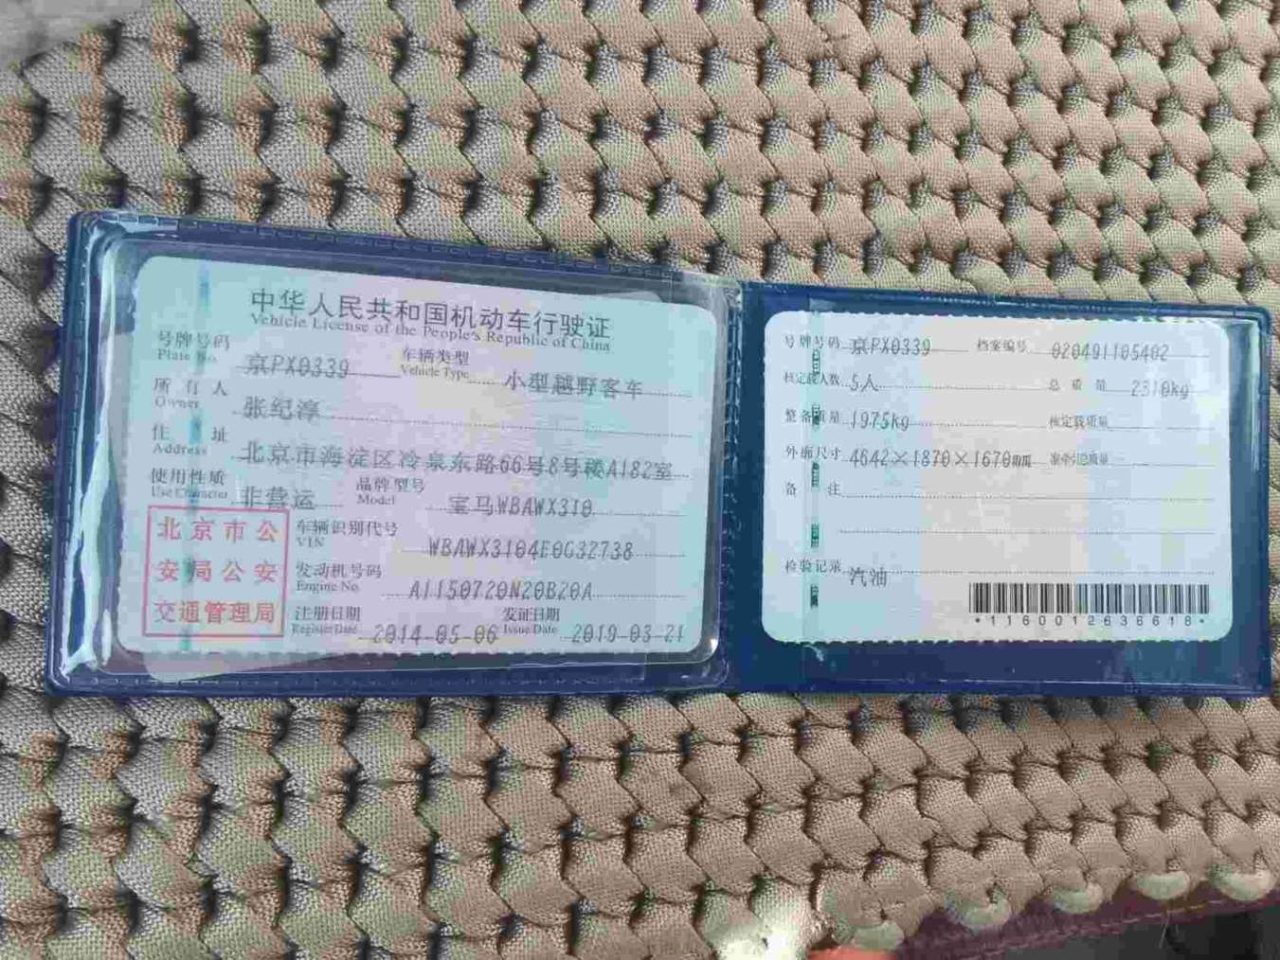 中华人民共和国机动车行驶证
Vehicle License of the People's Republic of China
号牌号码 京PX0339 车辆类型 小型越野客车
Plate No. Vehicle Type
所有人 张纪淳
Owner
住址 北京市海淀区冷泉东路66号8号楼A182室
Address
使用性质 非营运 品牌型号 宝马WBAWX310
Use Character Model
北京市公
安局公安
交通管理局
车辆识别代号 WBAWX3104E0G32738
VIN
发动机号码 A1150720N20B20A
Engine No.
注册日期 2014-05-06 发证日期 2019-03-21
Register Date Issue Date
号牌号码 京PX0339 档案编号 020491105402
核定载人数 5人 总质量 2310kg
整备质量 1975kg 核定载质量
外廓尺寸 4642×1870×1670mm 准牵引总质量
备注
检验记录 汽油
*1160012636618*